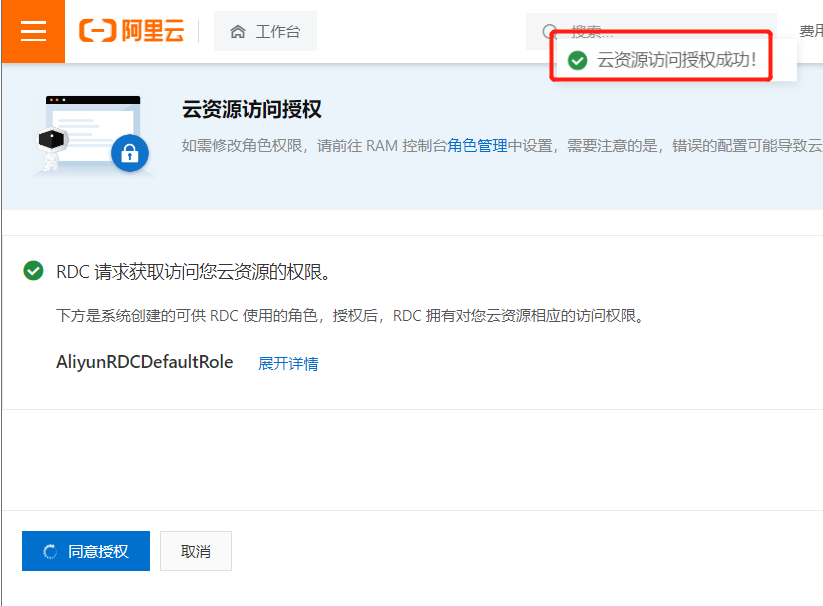 阿里云 工作台 搜索... 费用
云资源访问授权成功!
云资源访问授权
如需修改角色权限，请前往 RAM 控制台角色管理中设置，需要注意的是，错误的配置可能导致云
RDC 请求获取访问您云资源的权限。
下方是系统创建的可供 RDC 使用的角色，授权后，RDC 拥有对您云资源相应的访问权限。
AliyunRDCDefaultRole 展开详情
同意授权 取消